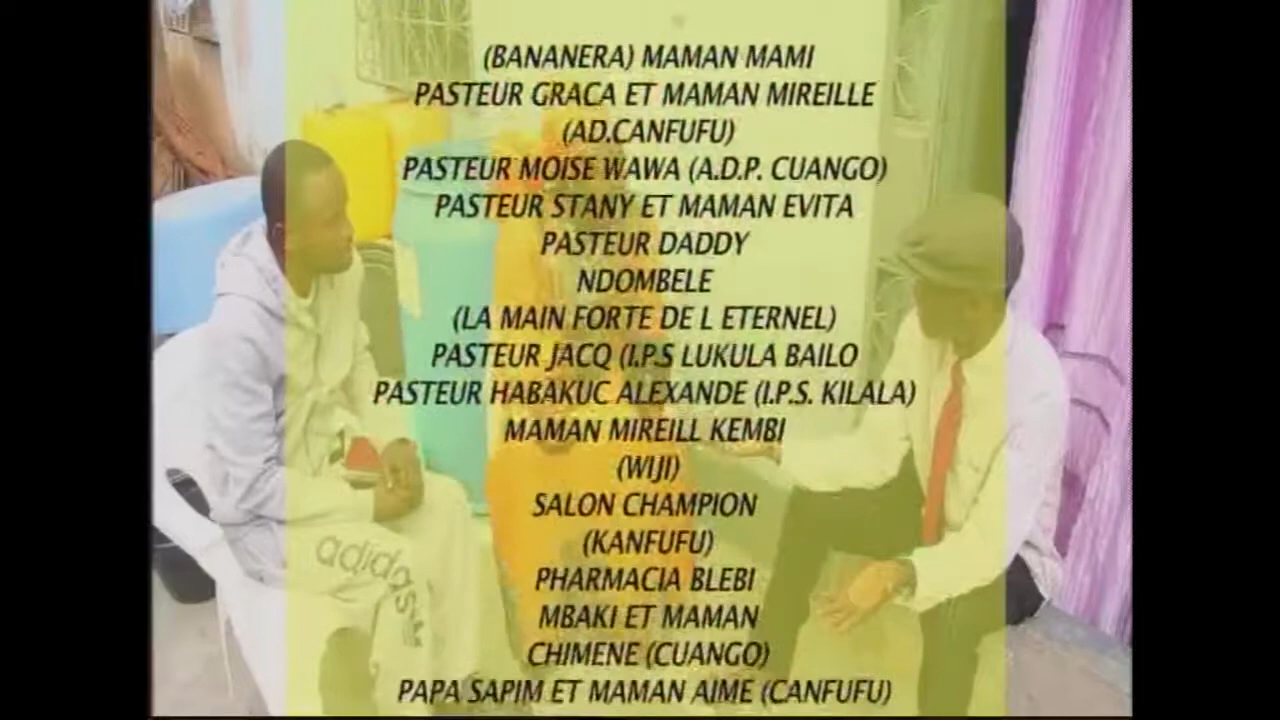 (BANANERA) MAMAN MAMI
PASTEUR GRACA ET MAMAN MIREILLE
(AD.CANFUFU)
PASTEUR MOISE WAWA (A.D.P. CUANGO)
PASTEUR STANY ET MAMAN EVITA
PASTEUR DADDY
NDOMBELE
(LA MAIN FORTE DE L ETERNEL)
PASTEUR JACQ (I.P.S LUKULA BAILO
PASTEUR HABAKUC ALEXANDE (I.P.S. KILALA)
MAMAN MIREILL KEMBI
(WIJI)
SALON CHAMPION
(KANFUFU)
PHARMACIA BLEBI
MBAKI ET MAMAN
CHIMENE (CUANGO)
PAPA SAPIM ET MAMAN AIME (CANFUFU)
adidas